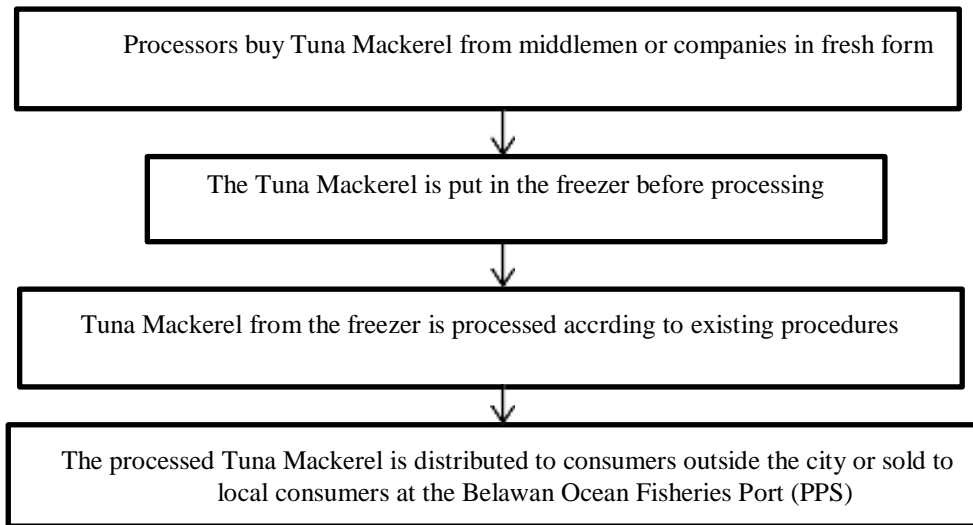 Processors buy Tuna Mackerel from middlemen or companies in fresh form
The Tuna Mackerel is put in the freezer before processing
Tuna Mackerel from the freezer is processed accrding to existing procedures
The processed Tuna Mackerel is distributed to consumers outside the city or sold to
local consumers at the Belawan Ocean Fisheries Port (PPS)